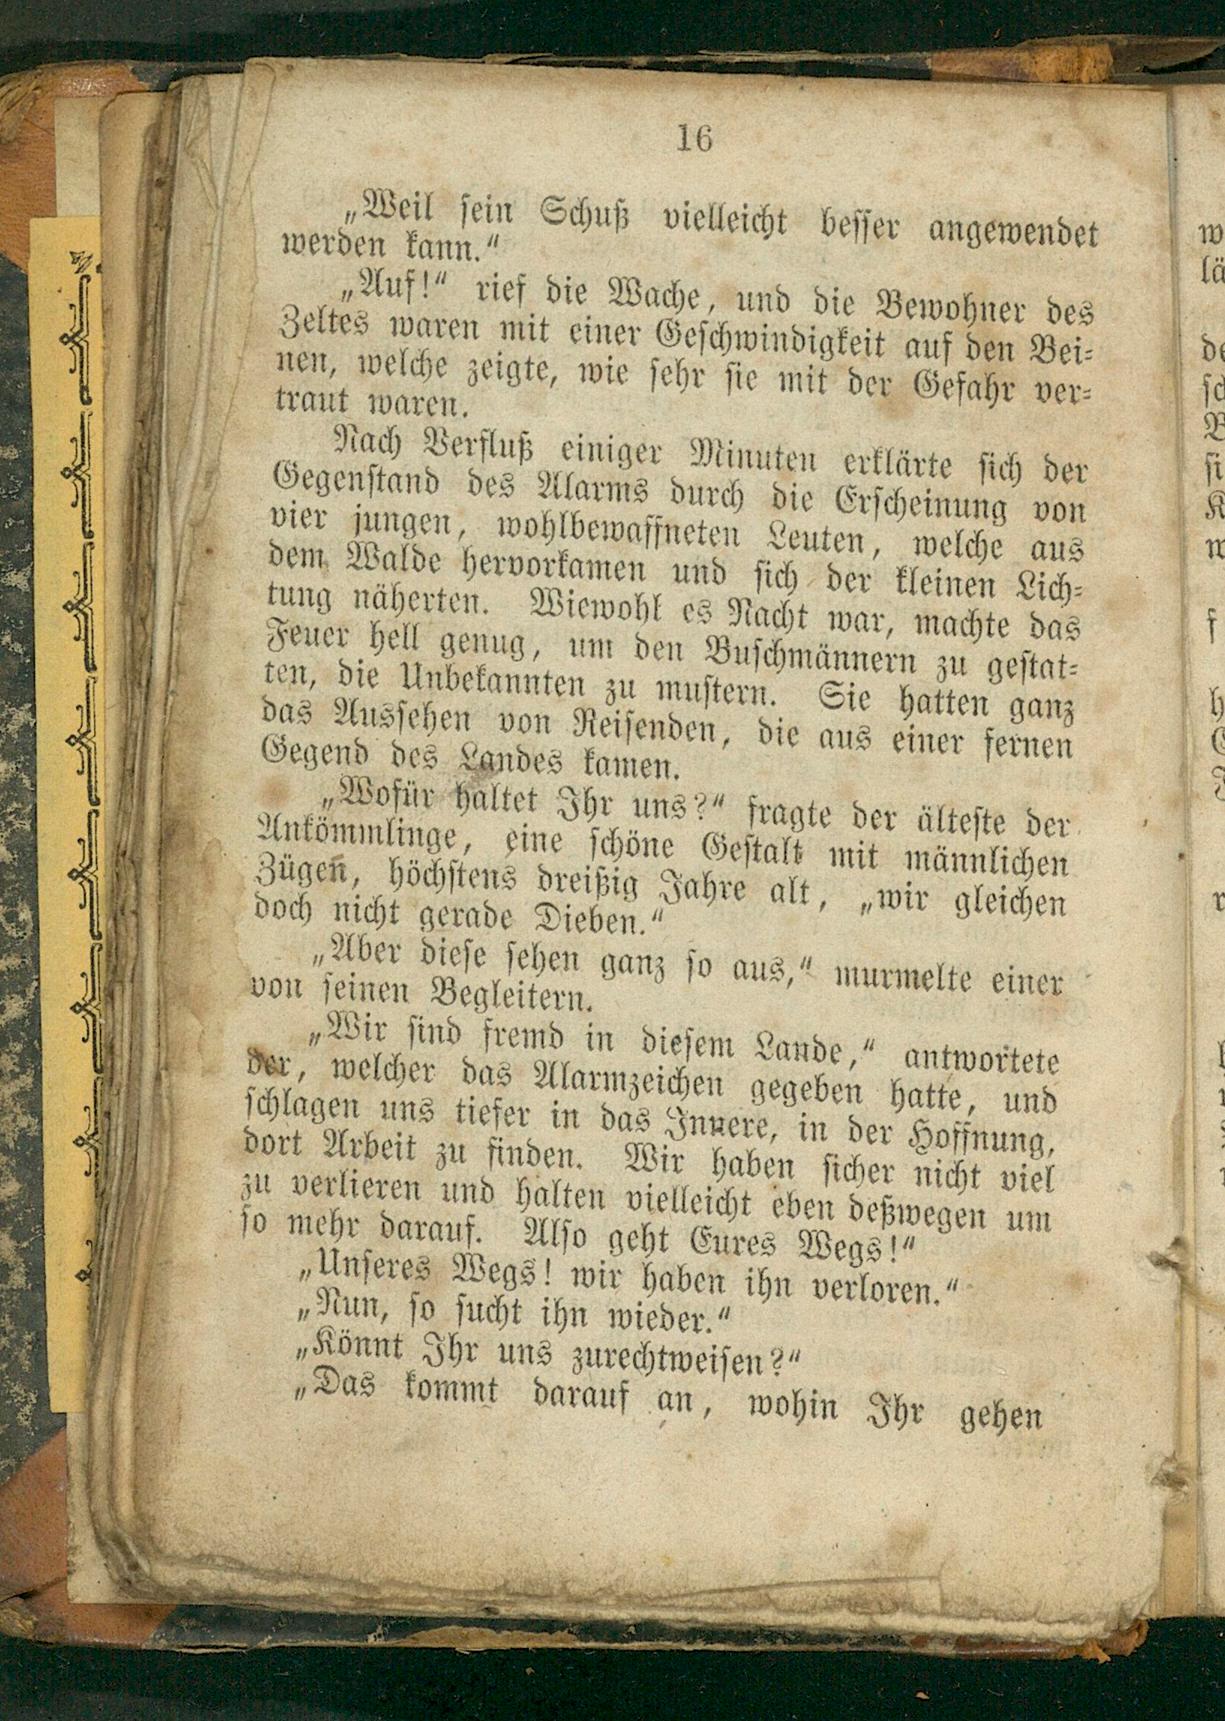 16
„Weil sein Schuß vielleicht besser angewendet
werden kann.“
„Auf!“ rief die Wache, und die Bewohner des
Zeltes waren mit einer Geschwindigkeit auf den Bei-
nen, welche zeigte, wie sehr sie mit der Gefahr ver-
traut waren.
Nach Verfluß einiger Minuten erklärte sich der
Gegenstand des Alarms durch die Erscheinung von
vier jungen, wohlbewaffneten Leuten, welche aus
dem Walde hervorkamen und sich der kleinen Lich-
tung näherten. Wiewohl es Nacht war, machte das
Feuer hell genug, um den Buschmännern zu gestat-
ten, die Unbekannten zu mustern. Sie hatten ganz
das Aussehen von Reisenden, die aus einer fernen
Gegend des Landes kamen.
„Wofür haltet Ihr uns?“ fragte der älteste der
Ankömmlinge, eine schöne Gestalt mit männlichen
Zügen, höchstens dreißig Jahre alt, „wir gleichen
doch nicht gerade Dieben.“
„Aber diese sehen ganz so aus,“ murmelte einer
von seinen Begleitern.
„Wir sind fremd in diesem Lande,“ antwortete
der, welcher das Alarmzeichen gegeben hatte, und
schlagen uns tiefer in das Innere, in der Hoffnung,
dort Arbeit zu finden. Wir haben sicher nicht viel
zu verlieren und halten vielleicht eben deßwegen um
so mehr darauf. Also geht Eures Wegs!“
„Unseres Wegs! wir haben ihn verloren.“
„Nun, so sucht ihn wieder.“
„Könnt Ihr uns zurechtweisen?“
„Das kommt darauf an, wohin Ihr gehen